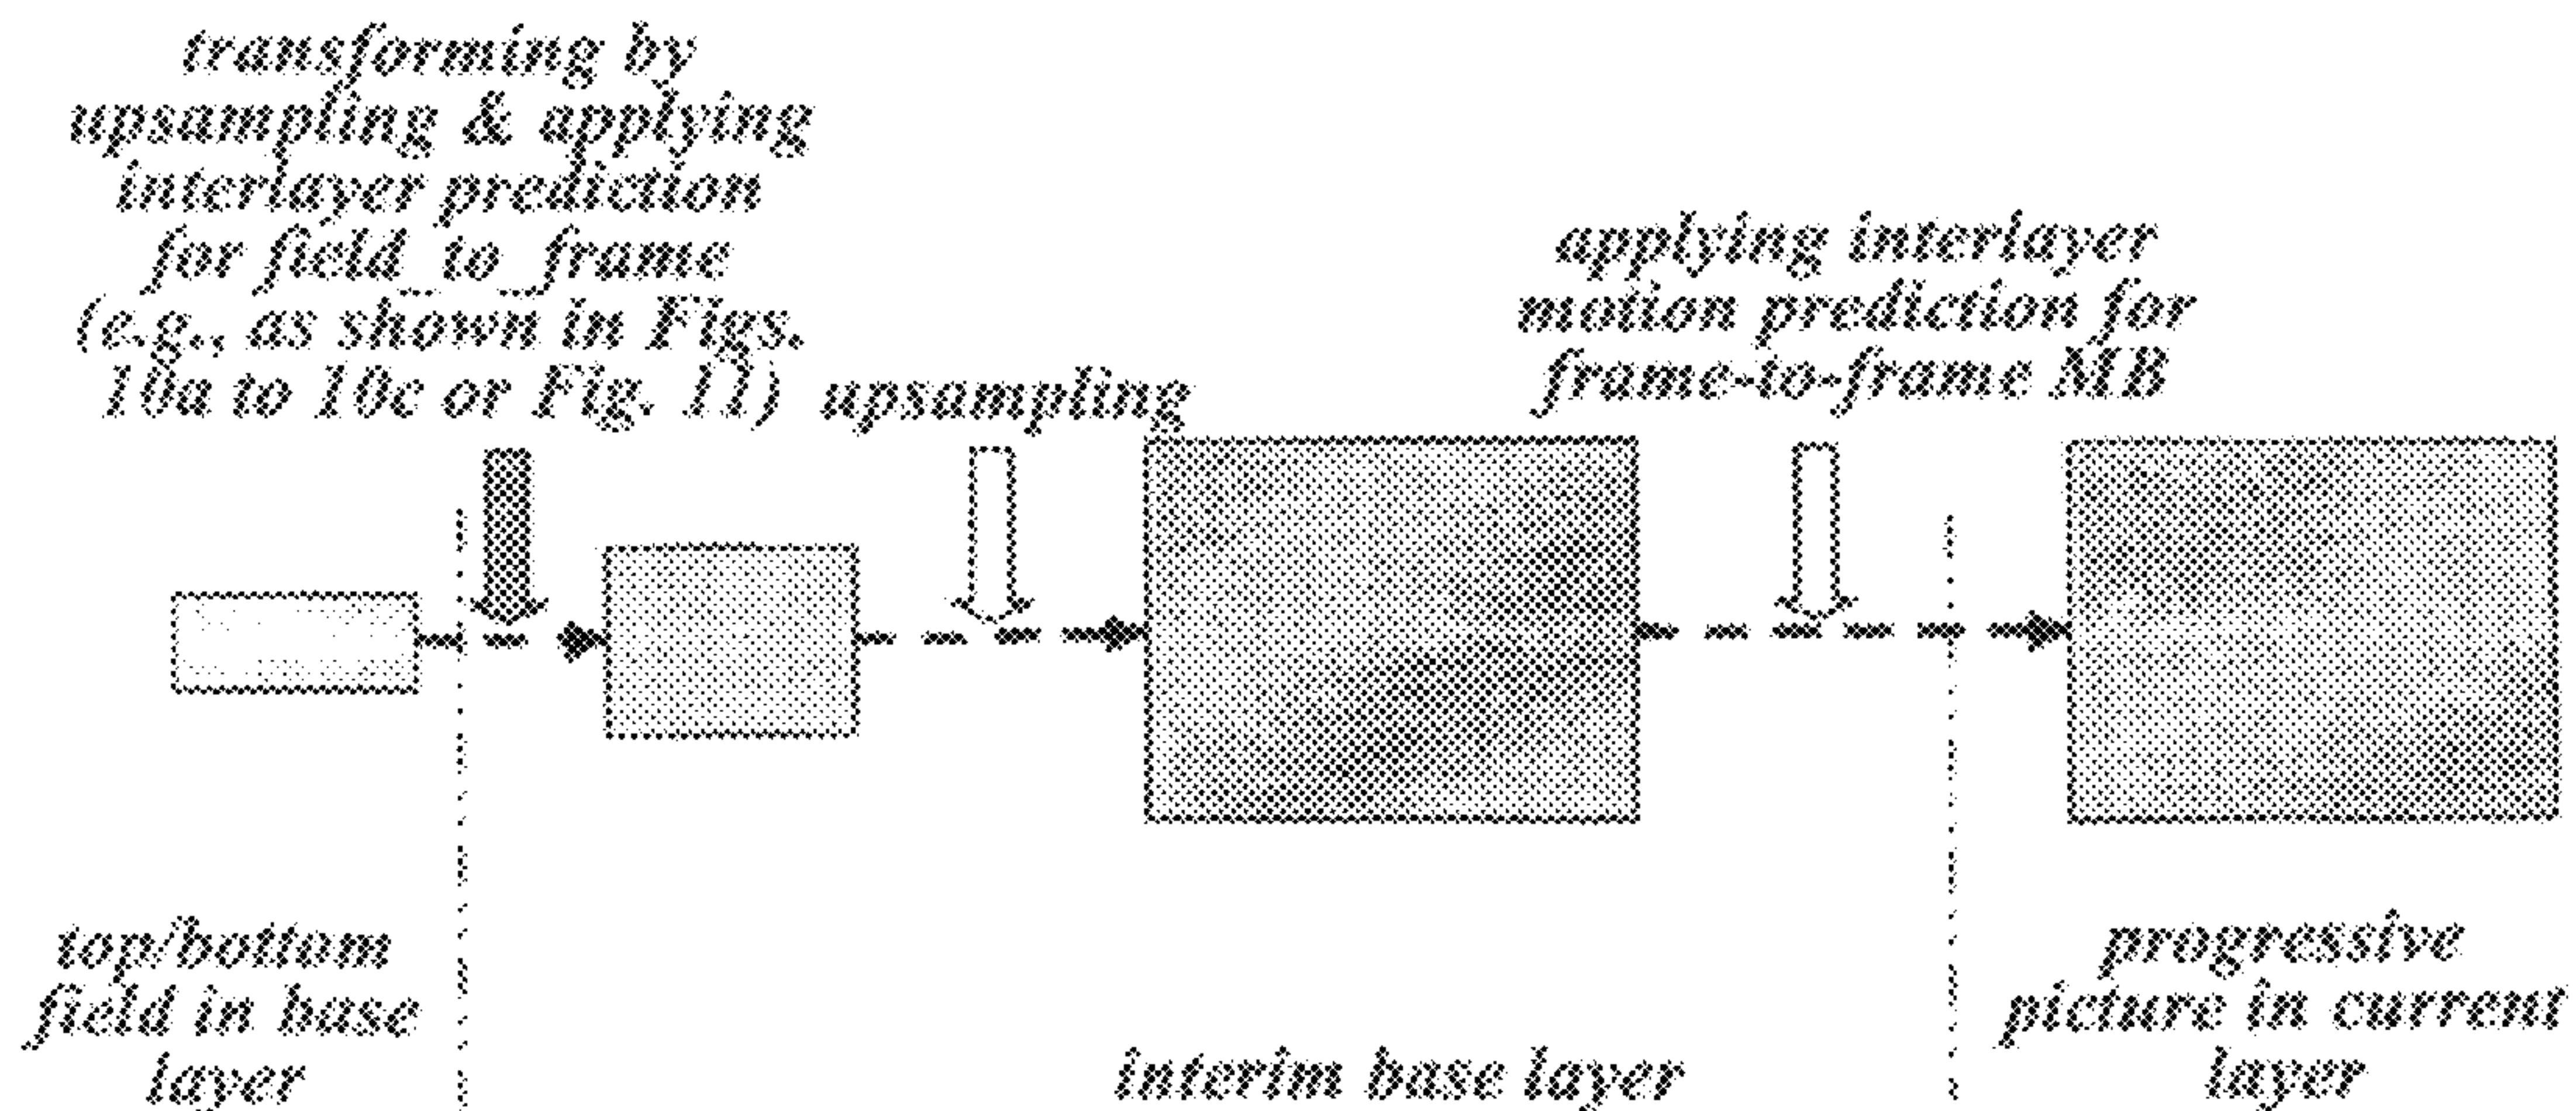 transforming by
upsampling & applying
interlayer prediction
for field_to_frame
(e.g., as shown in Figs.
10a to 10c or Fig. 11)
upsampling
applying interlayer
motion prediction for
frame-to-frame MB
top/bottom
field in base
layer
interim base layer
progressive
picture in current
layer